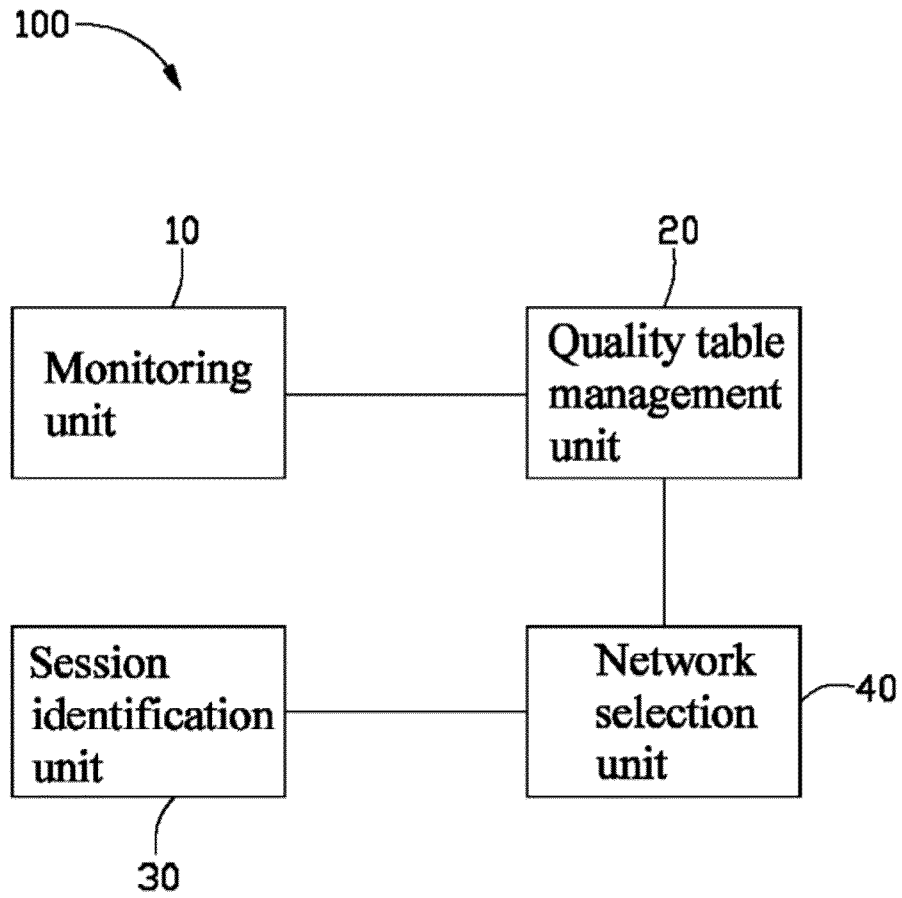 100
10
20
Monitoring
unit
Quality table
management
unit
Session
identification
unit
Network
selection
unit
40
30